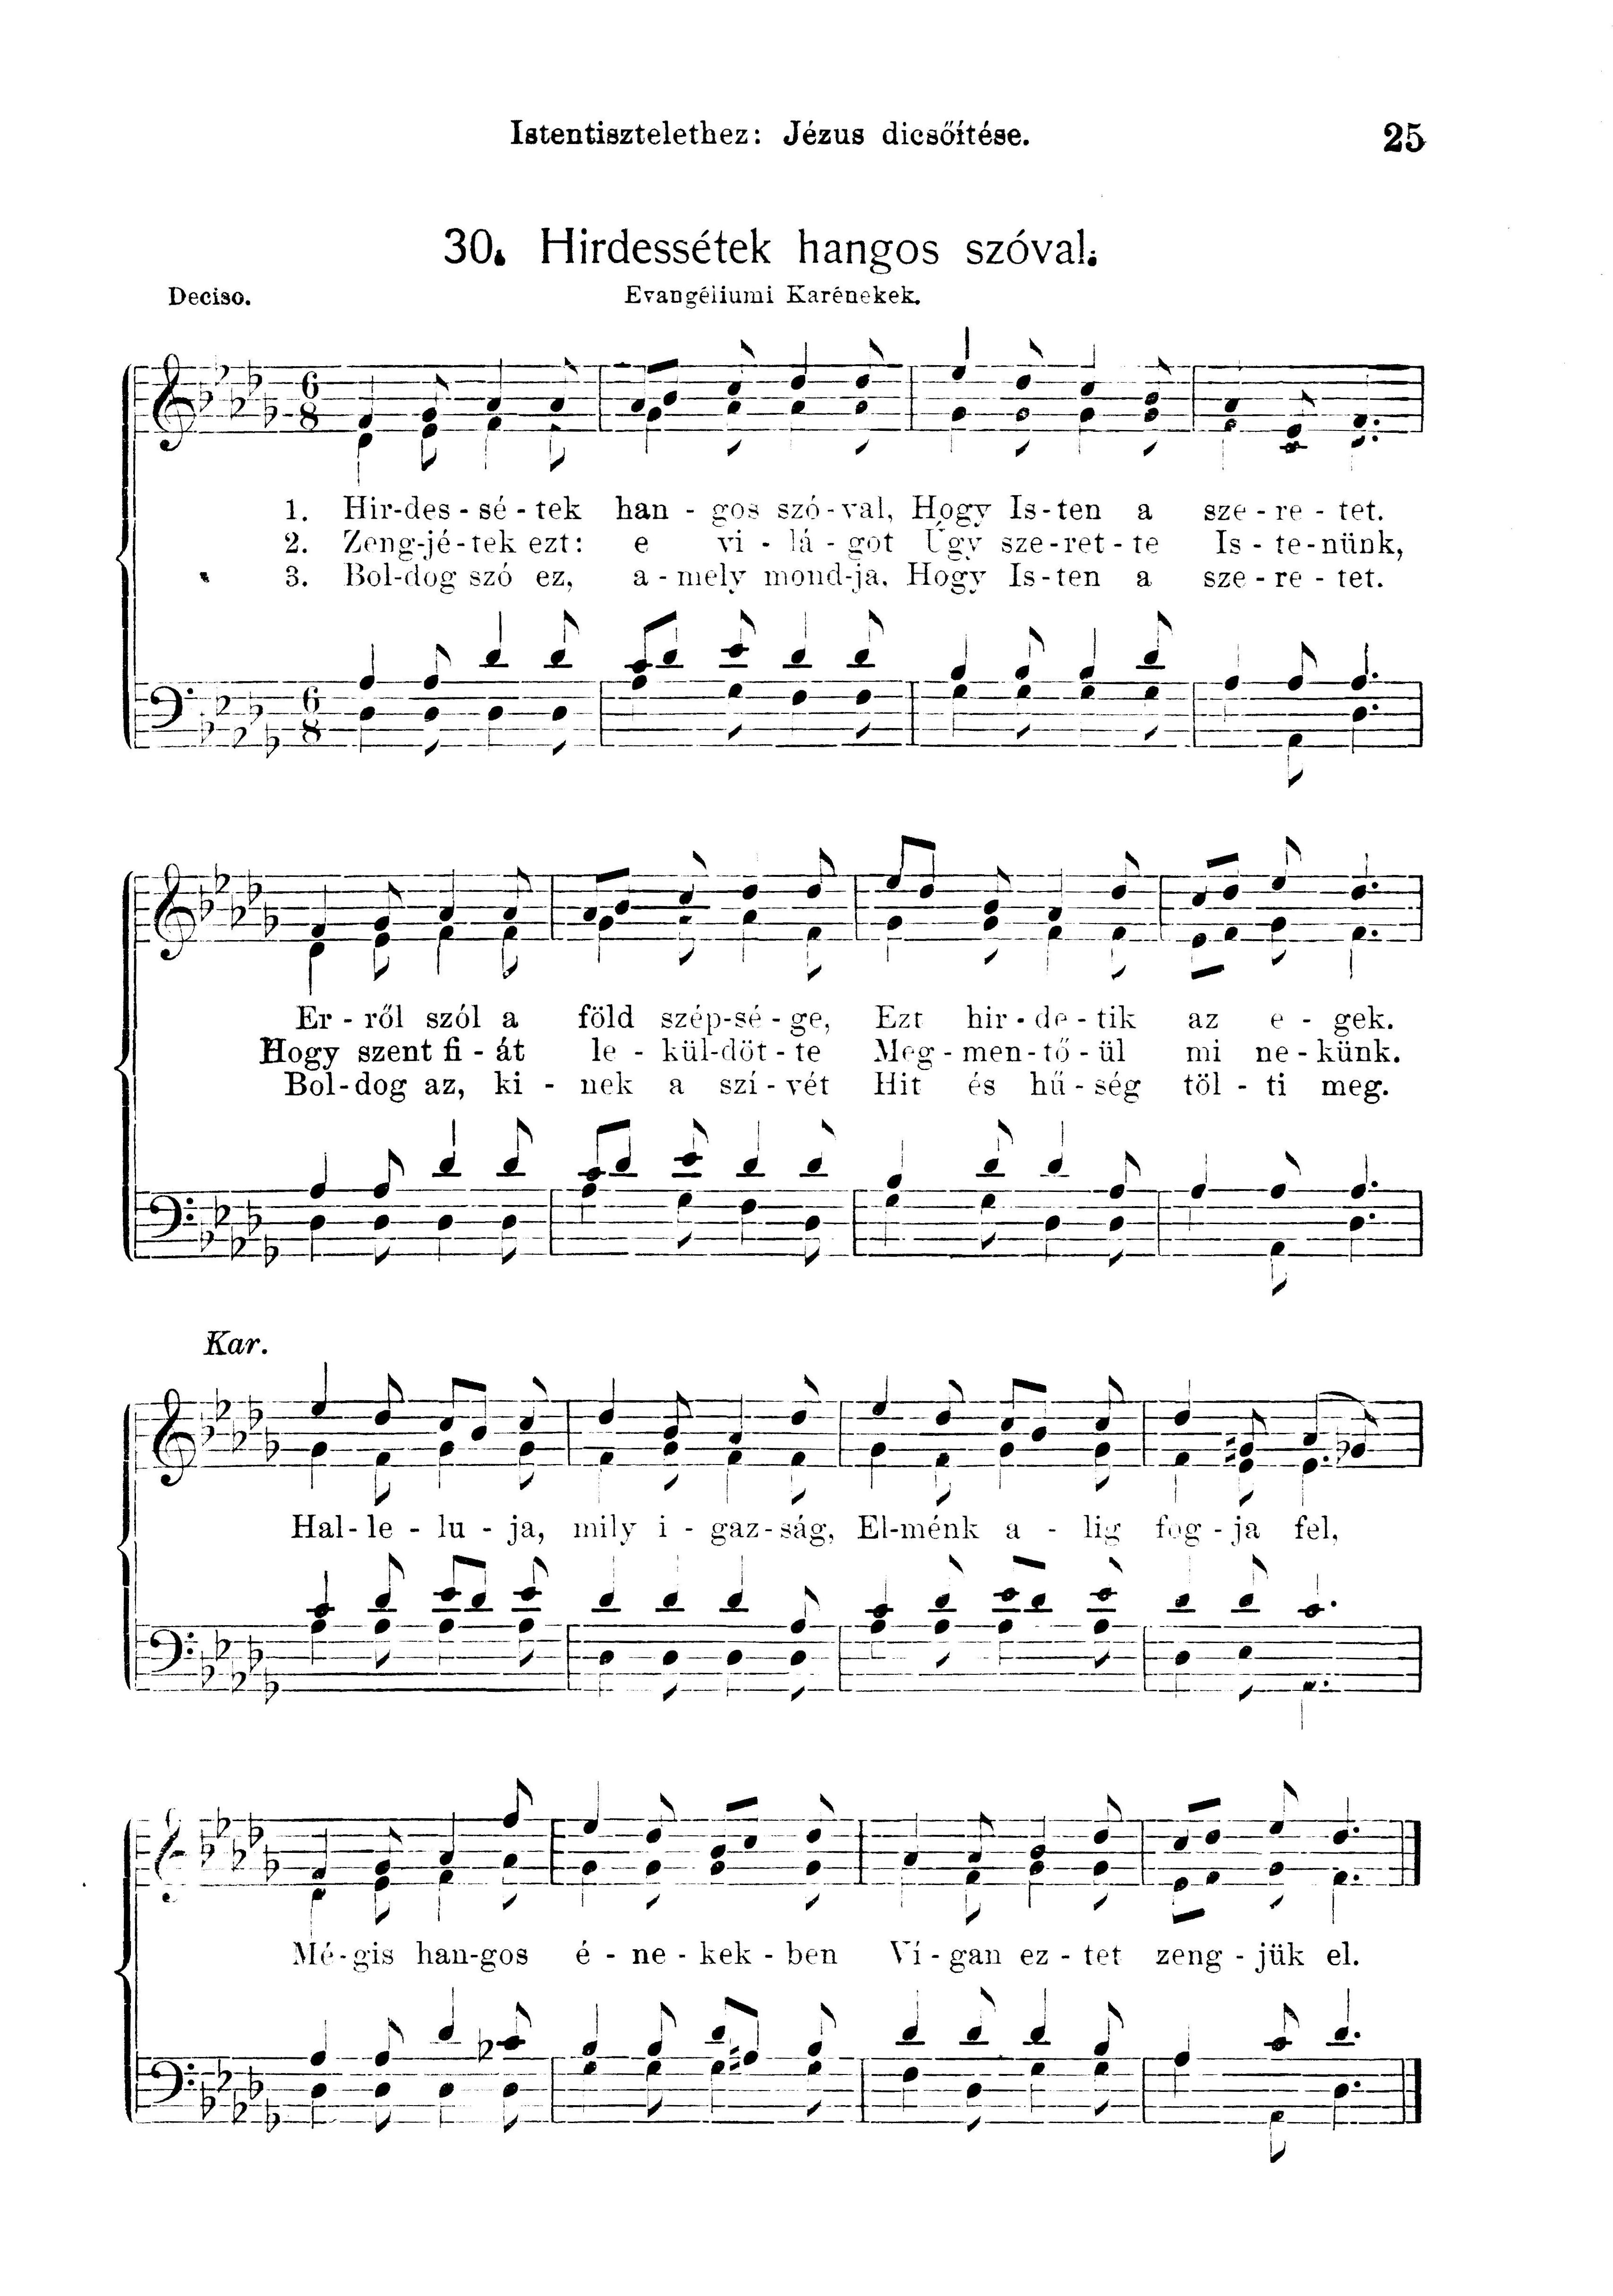 Istentisztelethez: Jézus dicsőítése.
25
30. Hirdessétek hangos szóval.
Deciso.
Evangéliumi Karénekek.
6
8
1. Hir-des - sé - tek han - gos szó-val, Hogy Is-ten a sze - re - tet.
2. Zeng-jé-tek ezt: e vi - lá - got Úgy sze-ret - te Is - te-nünk,
3. Bol-dog szó ez, a - mely mond-ja, Hogy Is-ten a sze - re - tet.
6
8
Er - ről szól a föld szép-sé - ge, Ezt hir - de - tik az e - gek.
Hogy szent fi - át le - kül-döt - te Meg - men - tő - ül mi ne - künk.
Bol-dog az, ki - nek a szí - vét Hit és hű - ség töl - ti meg.
Kar.
Hal - le - lu - ja, mily i - gaz-ság, El-ménk a - lig fog - ja fel,
Mé-gis han-gos é - ne - kek - ben Ví - gan ez - tet zeng - jük el.